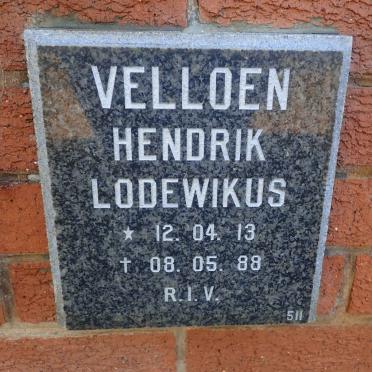 VELLOEN
HENDRIK
LODEWIKUS
★ 12. 04. 13
† 08. 05. 88
R.I.V.
511